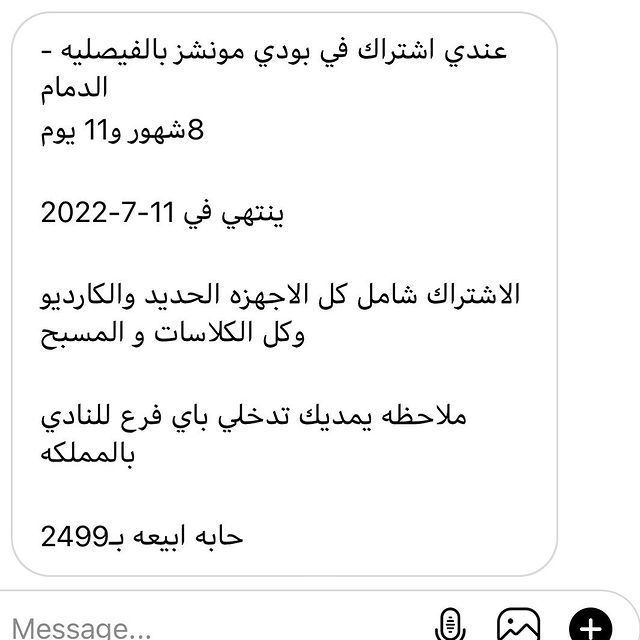 عندي اشتراك في بودي مونشز بالفيصليه -
الدمام
8شهور و11 يوم
ينتهي في 11-7-2022
الاشتراك شامل كل الاجهزه الحديد والكارديو
وكل الكلاسات و المسبح
ملاحظه يمديك تدخلي باي فرع للنادي
بالمملكه
حابه ابيعه بـ2499
Message...